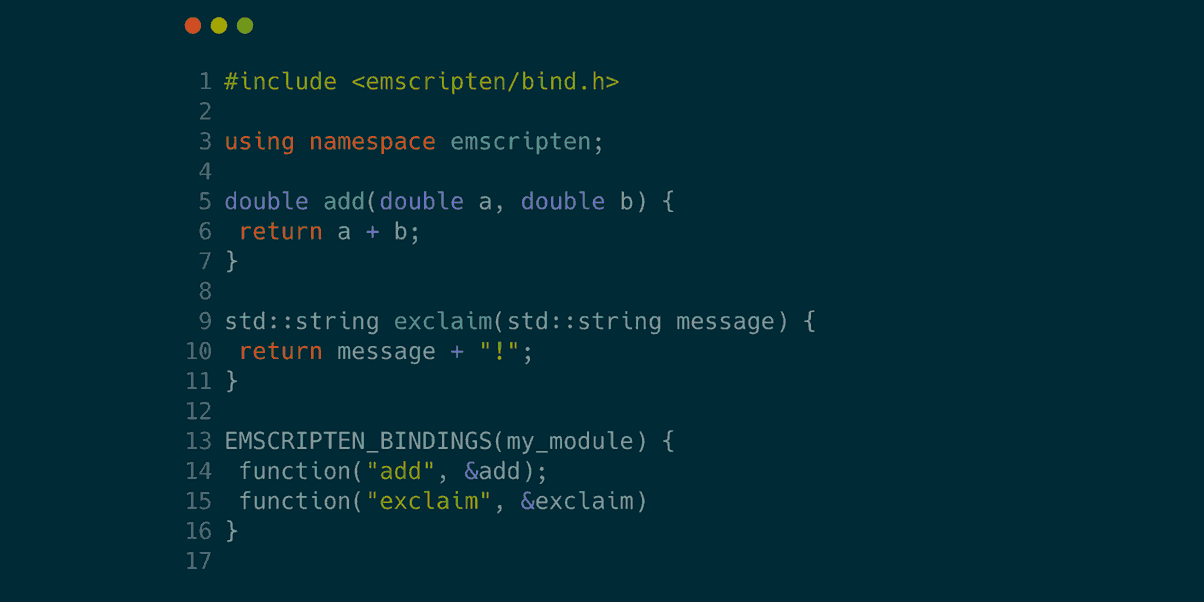 1 #include <emscripten/bind.h>
2
3 using namespace emscripten;
4
5 double add(double a, double b) {
6  return a + b;
7 }
8
9 std::string exclaim(std::string message) {
10  return message + "!";
11 }
12
13 EMSCRIPTEN_BINDINGS(my_module) {
14  function("add", &add);
15  function("exclaim", &exclaim)
16 }
17